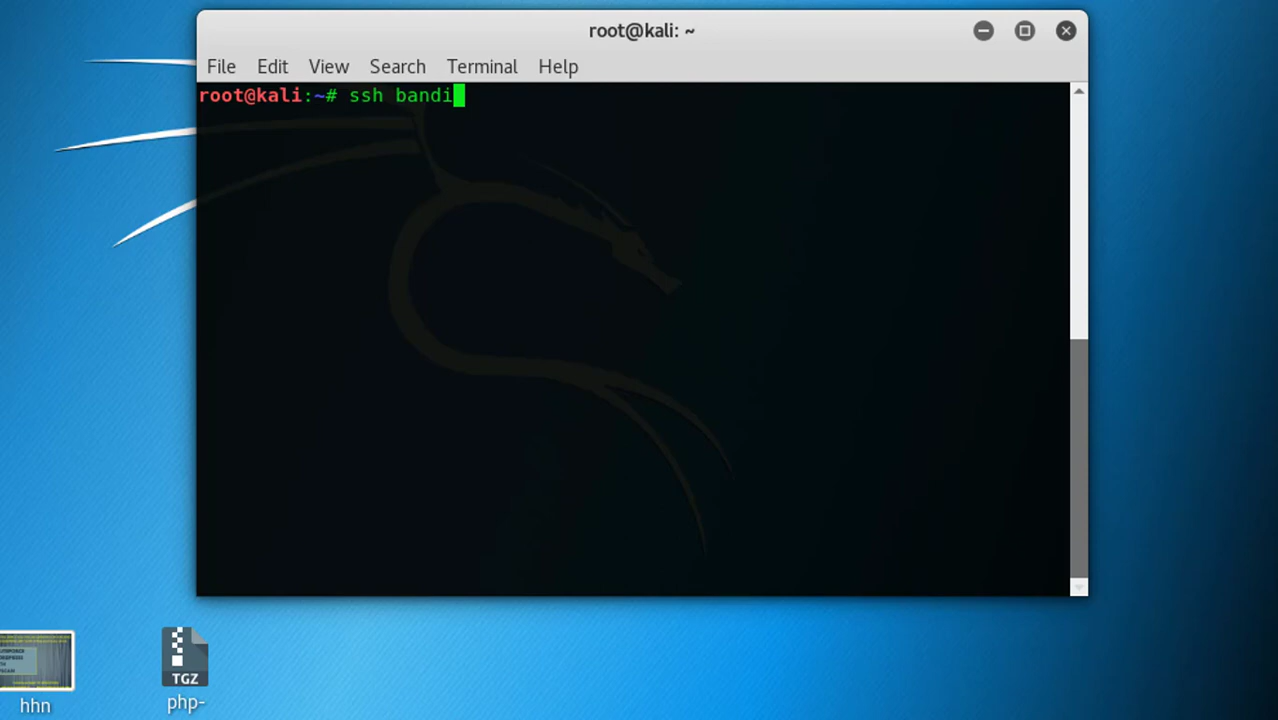 root@kali: ~
File Edit View Search Terminal Help
root@kali:~# ssh bandi
TGZ
hhn
php-